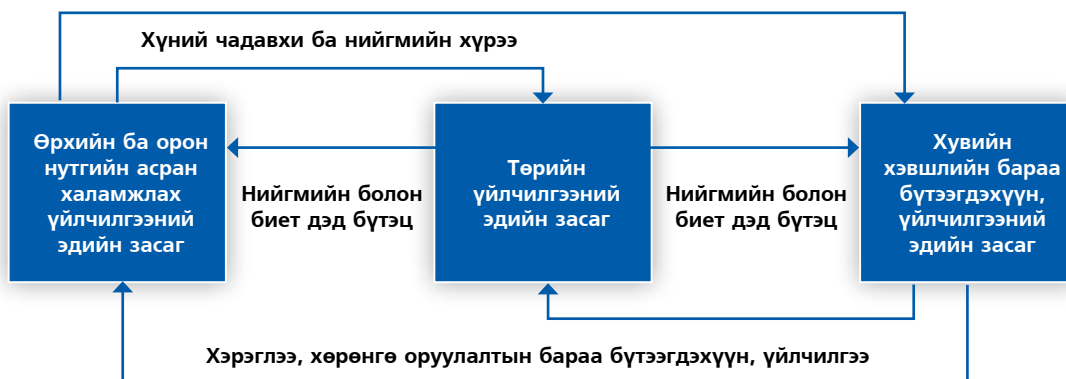 Хүний чадавхи ба нийгмийн хүрээ
Өрхийн ба орон
нутгийн асран
халамжлах
үйлчилгээний
эдийн засаг
Нийгмийн болон
биет дэд бүтэц
Төрийн
үйлчилгээний
эдийн засаг
Нийгмийн болон
биет дэд бүтэц
Хувийн
хэвшлийн бараа
бүтээгдэхүүн,
үйлчилгээний
эдийн засаг
Хэрэглээ, хөрөнгө оруулалтын бараа бүтээгдэхүүн, үйлчилгээ